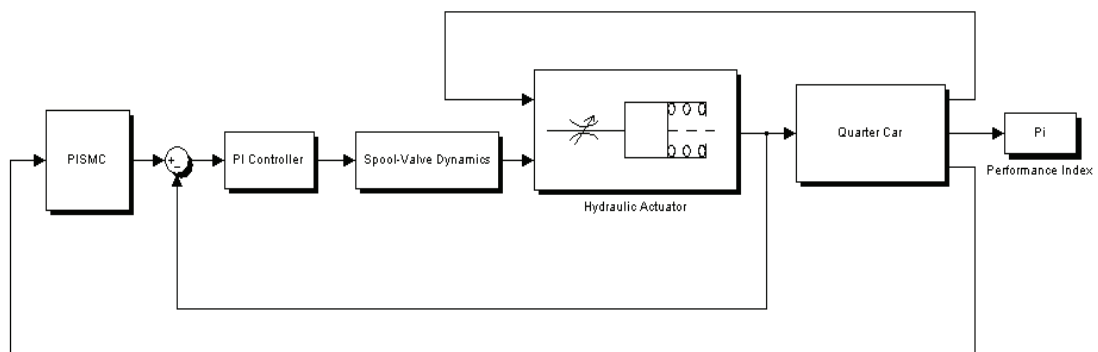 PISMC
+
-
PI Controller
Spool-Valve Dynamics
Hydraulic Actuator
Quarter Car
Pi
Performance Index